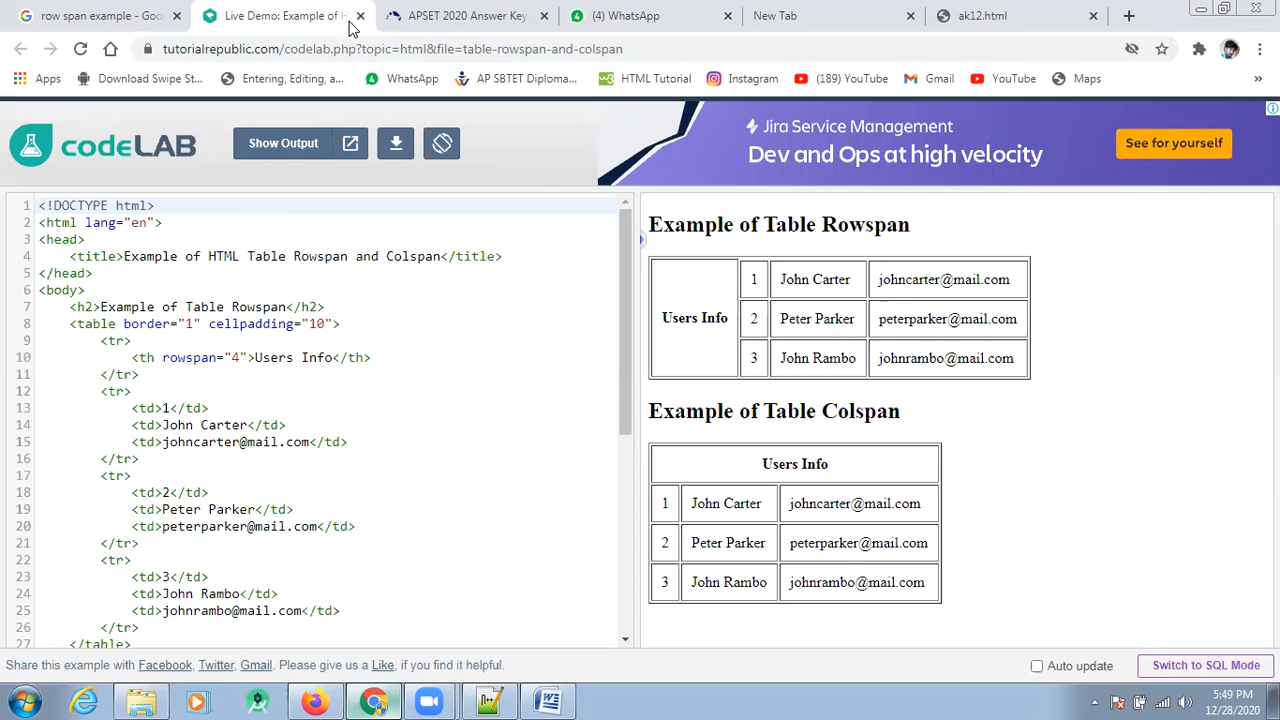 row span example - Goo
Live Demo: Example of H
APSET 2020 Answer Key
(4) WhatsApp
New Tab
ak12.html
tutorialrepublic.com/codelab.php?topic=html&file=table-rowspan-and-colspan
Apps
Download Swipe St...
Entering, Editing, a...
WhatsApp
AP SBTET Diploma...
HTML Tutorial
Instagram
(189) YouTube
Gmail
YouTube
Maps
»
codeLAB
Show Output
Jira Service Management
Dev and Ops at high velocity
See for yourself
1 <!DOCTYPE html>
2 <html lang="en">
3 <head>
4 <title>Example of HTML Table Rowspan and Colspan</title>
5 </head>
6 <body>
7 <h2>Example of Table Rowspan</h2>
8 <table border="1" cellpadding="10">
9 <tr>
10 <th rowspan="4">Users Info</th>
11 </tr>
12 <tr>
13 <td>1</td>
14 <td>John Carter</td>
15 <td>johncarter@mail.com</td>
16 </tr>
17 <tr>
18 <td>2</td>
19 <td>Peter Parker</td>
20 <td>peterparker@mail.com</td>
21 </tr>
22 <tr>
23 <td>3</td>
24 <td>John Rambo</td>
25 <td>johnrambo@mail.com</td>
26 </tr>
27 </table>
Example of Table Rowspan
Users Info
1 John Carter johncarter@mail.com
2 Peter Parker peterparker@mail.com
3 John Rambo johnrambo@mail.com
Example of Table Colspan
Users Info
1 John Carter johncarter@mail.com
2 Peter Parker peterparker@mail.com
3 John Rambo johnrambo@mail.com
Share this example with Facebook, Twitter, Gmail. Please give us a Like, if you find it helpful.
Auto update
Switch to SQL Mode
5:49 PM
12/28/2020